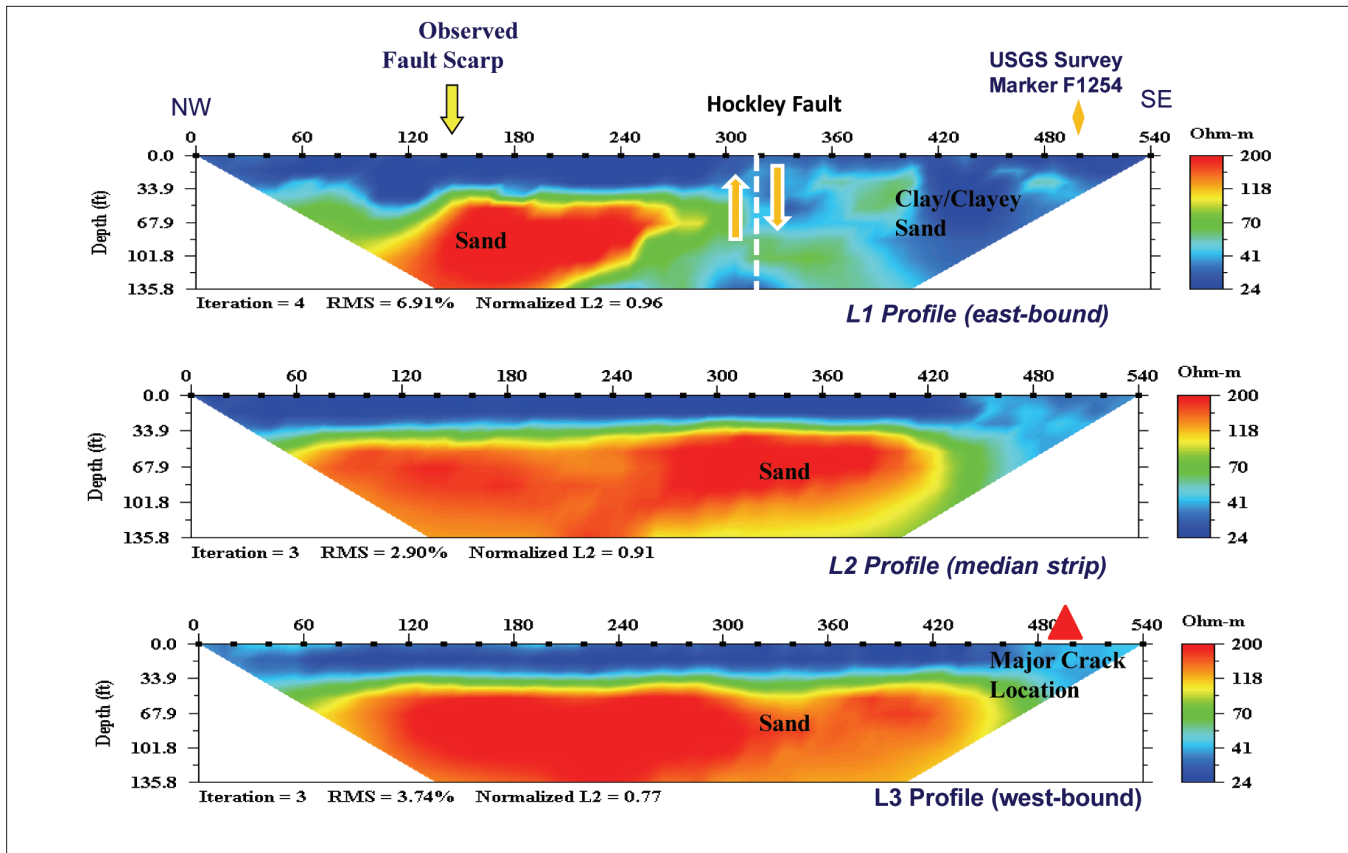 Observed
Fault Scarp
USGS Survey
Marker F1254
NW
Hockley Fault
SE
0 60 120 180 240 300 360 420 480 540
Ohm-m
Depth (ft)
0.0
33.9
67.9
101.8
135.8
Sand
Clay/Clayey
Sand
200
118
70
41
24
Iteration = 4 RMS = 6.91% Normalized L2 = 0.96
L1 Profile (east-bound)
0 60 120 180 240 300 360 420 480 540
Ohm-m
Depth (ft)
0.0
33.9
67.9
101.8
135.8
Sand
200
118
70
41
24
Iteration = 3 RMS = 2.90% Normalized L2 = 0.91
L2 Profile (median strip)
0 60 120 180 240 300 360 420 480 540
Ohm-m
Depth (ft)
0.0
33.9
67.9
101.8
135.8
Major Crack
Location
Sand
200
118
70
41
24
Iteration = 3 RMS = 3.74% Normalized L2 = 0.77
L3 Profile (west-bound)